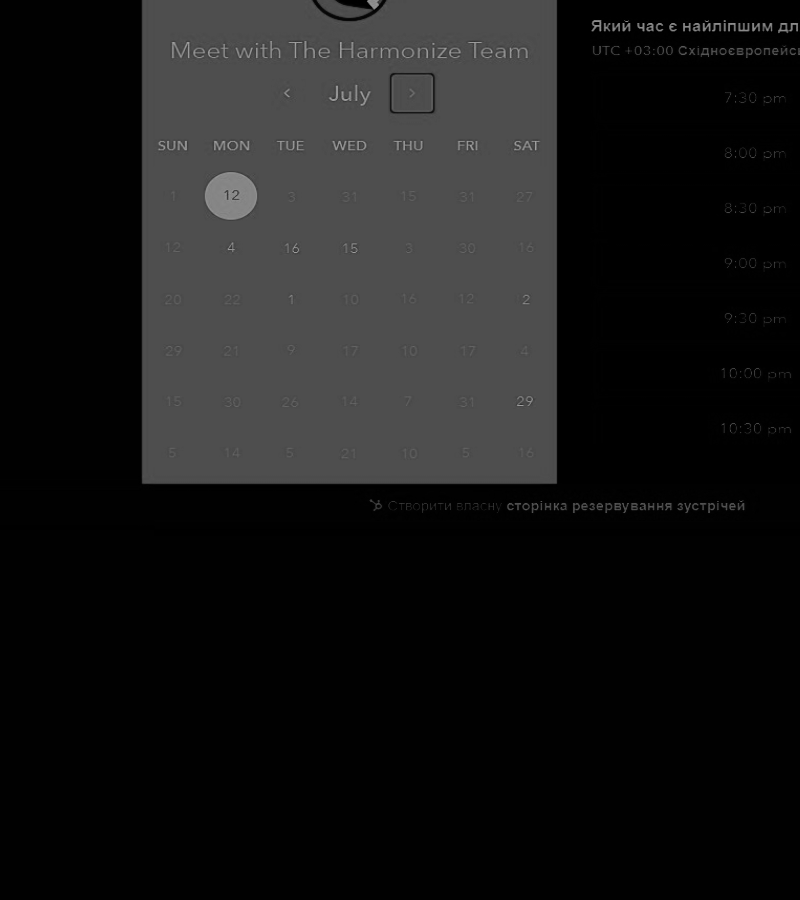 Meet with The Harmonize Team
July
SUN MON TUE WED THU FRI SAT
1 12 3 31 15 31 27
12 4 16 15 3 30 16
20 22 1 10 16 12 2
29 21 9 17 10 17 4
15 30 26 14 7 31 29
5 14 5 21 10 5 16
Створити власну сторінка резервування зустрічей
Який час є найліпшим
UTC +03:00
7:30 pm
8:00 pm
8:30 pm
9:00 pm
9:30 pm
10:00 pm
10:30 pm